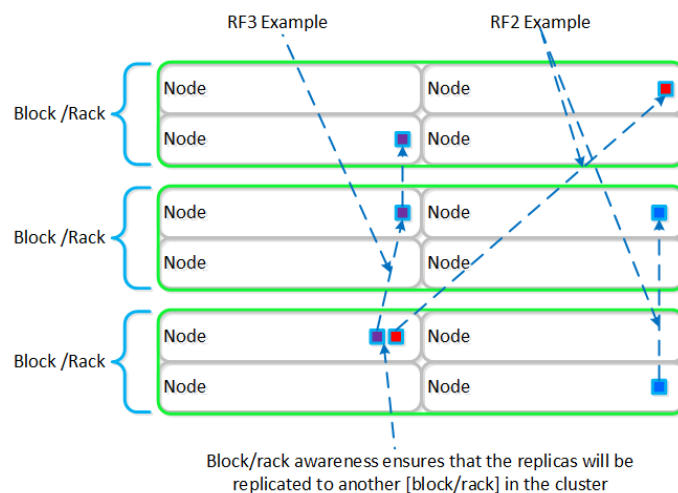 RF3 Example
RF2 Example
Block /Rack
Node
Node
Node
Node
Block /Rack
Node
Node
Node
Node
Block /Rack
Node
Node
Node
Node
Block/rack awareness ensures that the replicas will be
replicated to another [block/rack] in the cluster